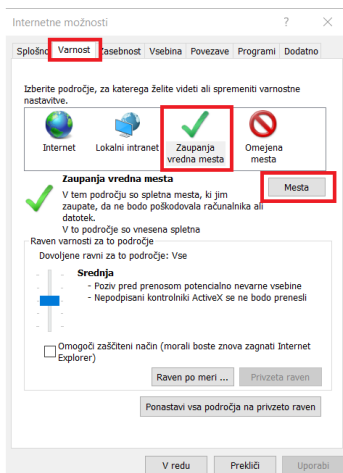 Internetne možnosti
Splošno Varnost Zasebnost Vsebina Povezave Programi Dodatno
Izberite področje, za katerega želite videti ali spremeniti varnostne
nastavitve.
Internet Lokalni intranet Zaupanja
vredna mesta Omejena
mesta
Zaupanja vredna mesta
Mesta
V tem področju so spletna mesta, ki jim
zaupate, da ne bodo poškodovala računalnika ali
datotek.
V to področje so vnesena spletna
Raven varnosti za to področje
Dovoljene ravni za to področje: Vse
Srednja
- Poziv pred prenosom potencialno nevarne vsebine
- Nepodpisani kontrolniki ActiveX se ne bodo prenesli
Omogoči zaščiteni način (morali boste znova zagnati Internet
Explorer)
Raven po meri ... Privzeta raven
Ponastavi vsa področja na privzeto raven
V redu Prekliči Uporabi